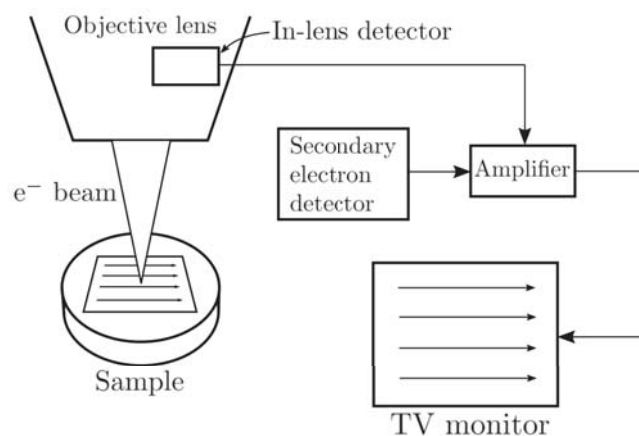 Objective lens
In-lens detector
Secondary
electron
detector
Amplifier
e⁻ beam
Sample
TV monitor